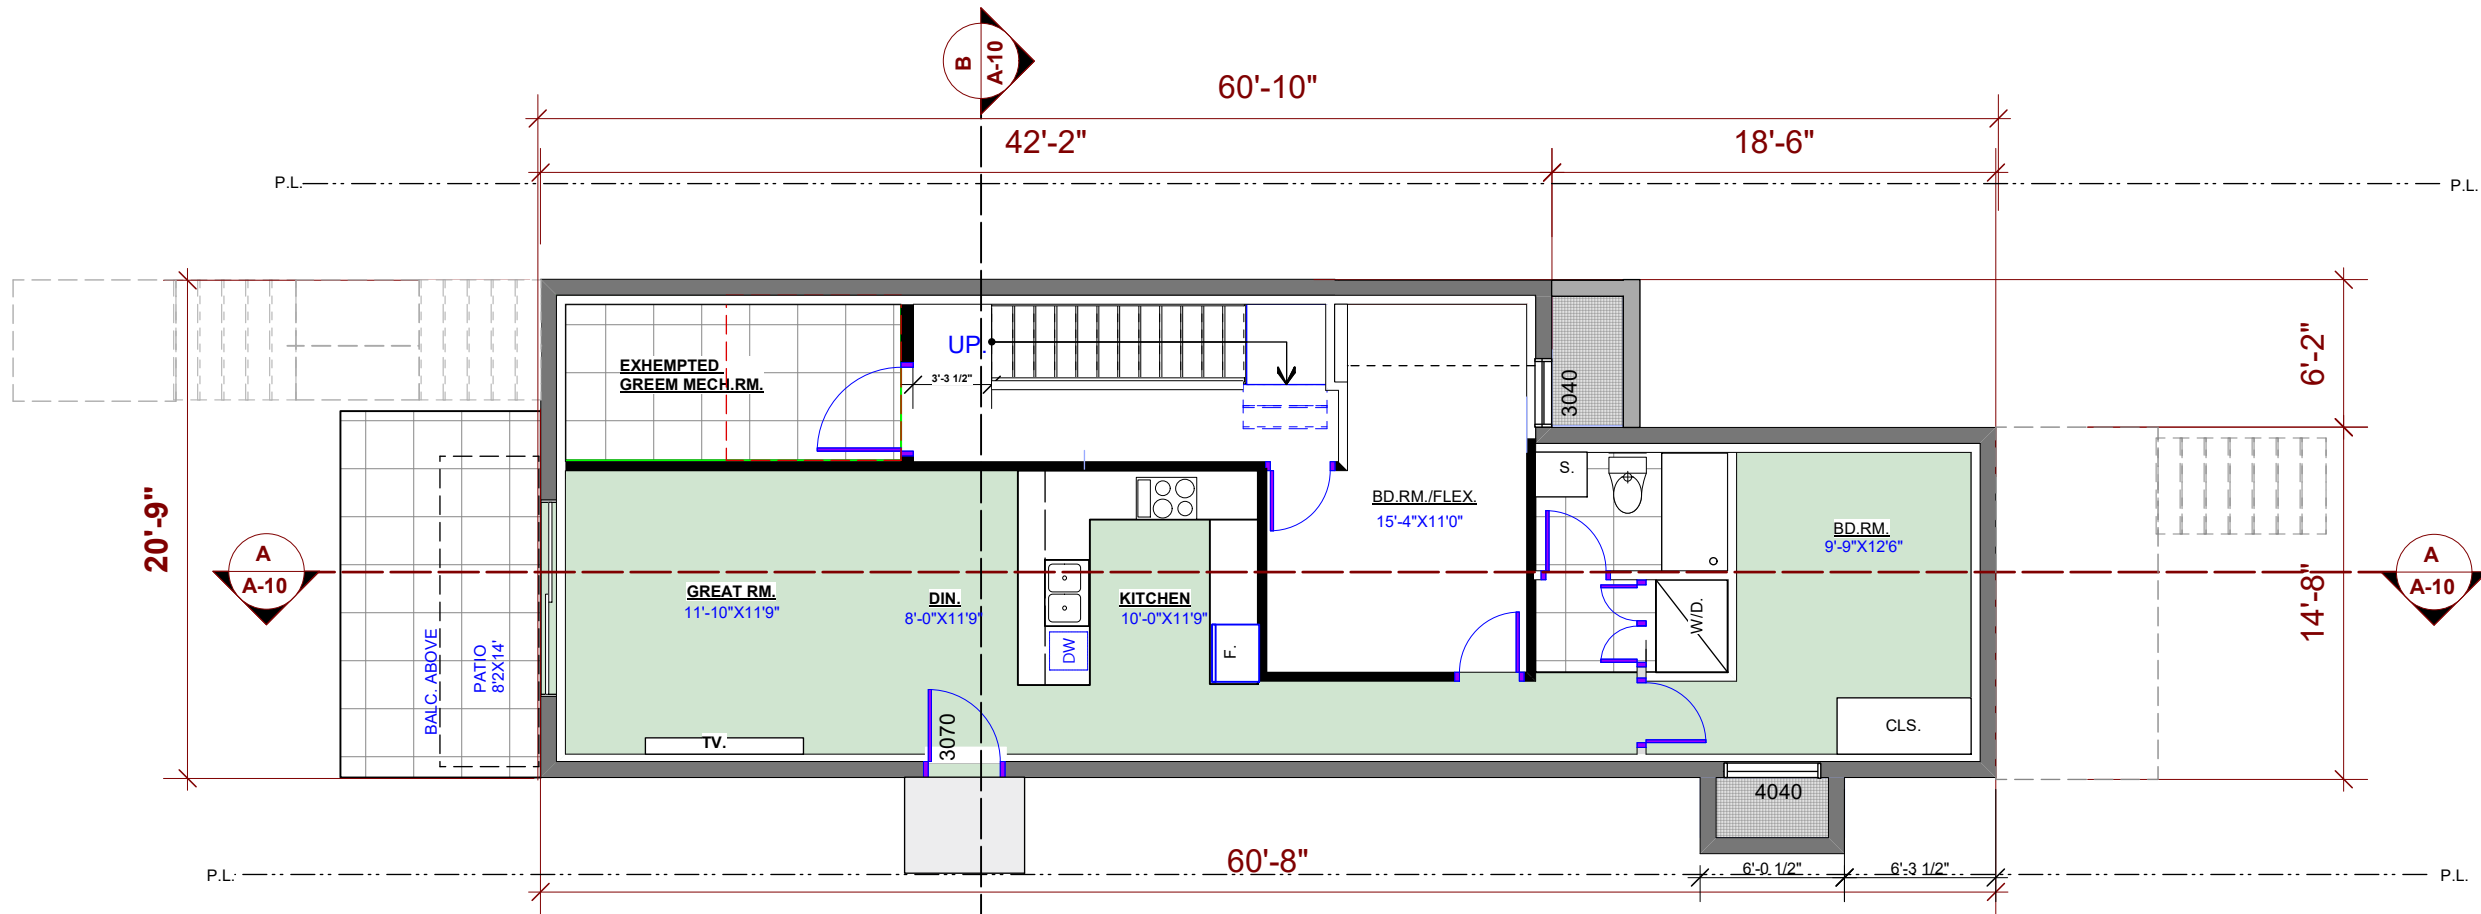 B
A-10
60'-10"
42'-2"
18'-6"
P.L.
P.L.
EXHEMPTED
GREEM MECH.RM.
UP.
3'-3 1/2"
3040
6'-2"
20'-9"
S.
BD.RM./FLEX.
15'-4"X11'0"
BD.RM.
9'-9"X12'6"
A
A-10
A
A-10
GREAT RM.
11'-10"X11'9"
DIN.
8'-0"X11'9"
KITCHEN
10'-0"X11'9"
W/D.
14'-8"
BALC. ABOVE
PATIO
8'2X14'
DW
F.
TV.
3070
CLS.
4040
60'-8"
6'-0 1/2"
6'-3 1/2"
P.L.
P.L.